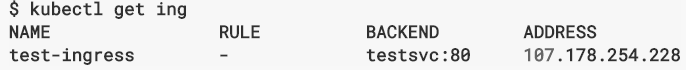 $ kubectl get ing
NAME RULE BACKEND ADDRESS
test-ingress - testsvc:80 107.178.254.228